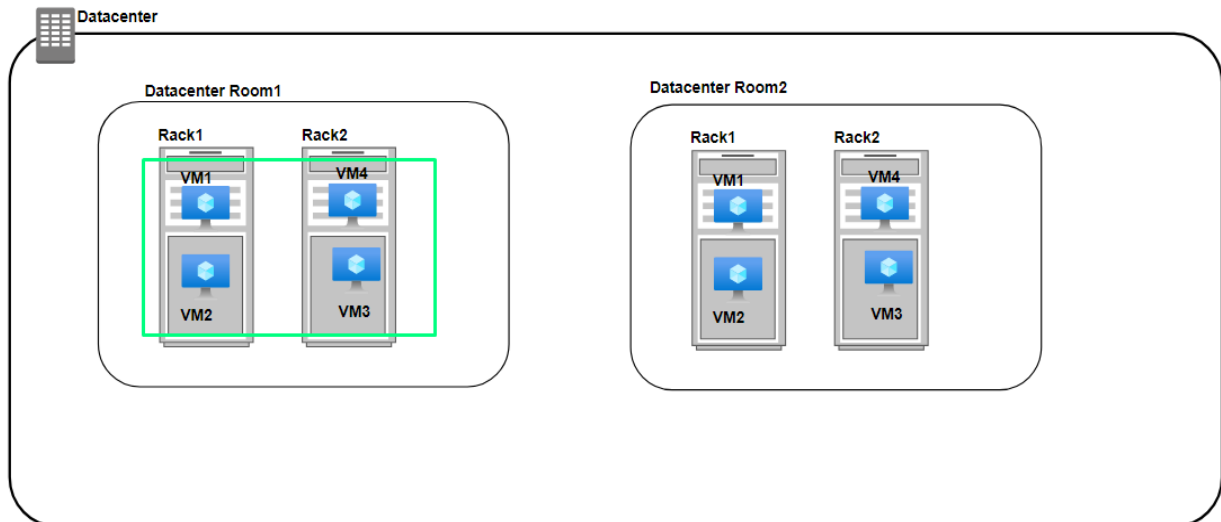 Datacenter
Datacenter Room1
Rack1 Rack2
VM1 VM4
VM2 VM3
Datacenter Room2
Rack1 Rack2
VM1 VM4
VM2 VM3